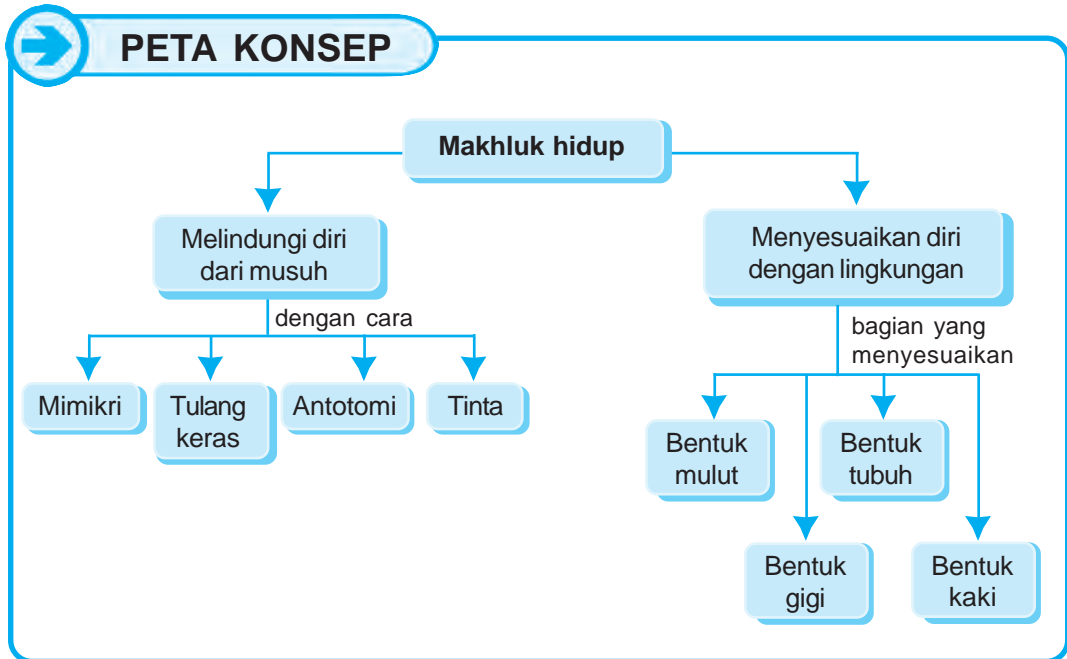 PETA KONSEP
Makhluk hidup
Melindungi diri
dari musuh
dengan cara
Mimikri
Tulang
keras
Antotomi
Tinta
Menyesuaikan diri
dengan lingkungan
bagian yang
menyesuaikan
Bentuk
mulut
Bentuk
tubuh
Bentuk
gigi
Bentuk
kaki